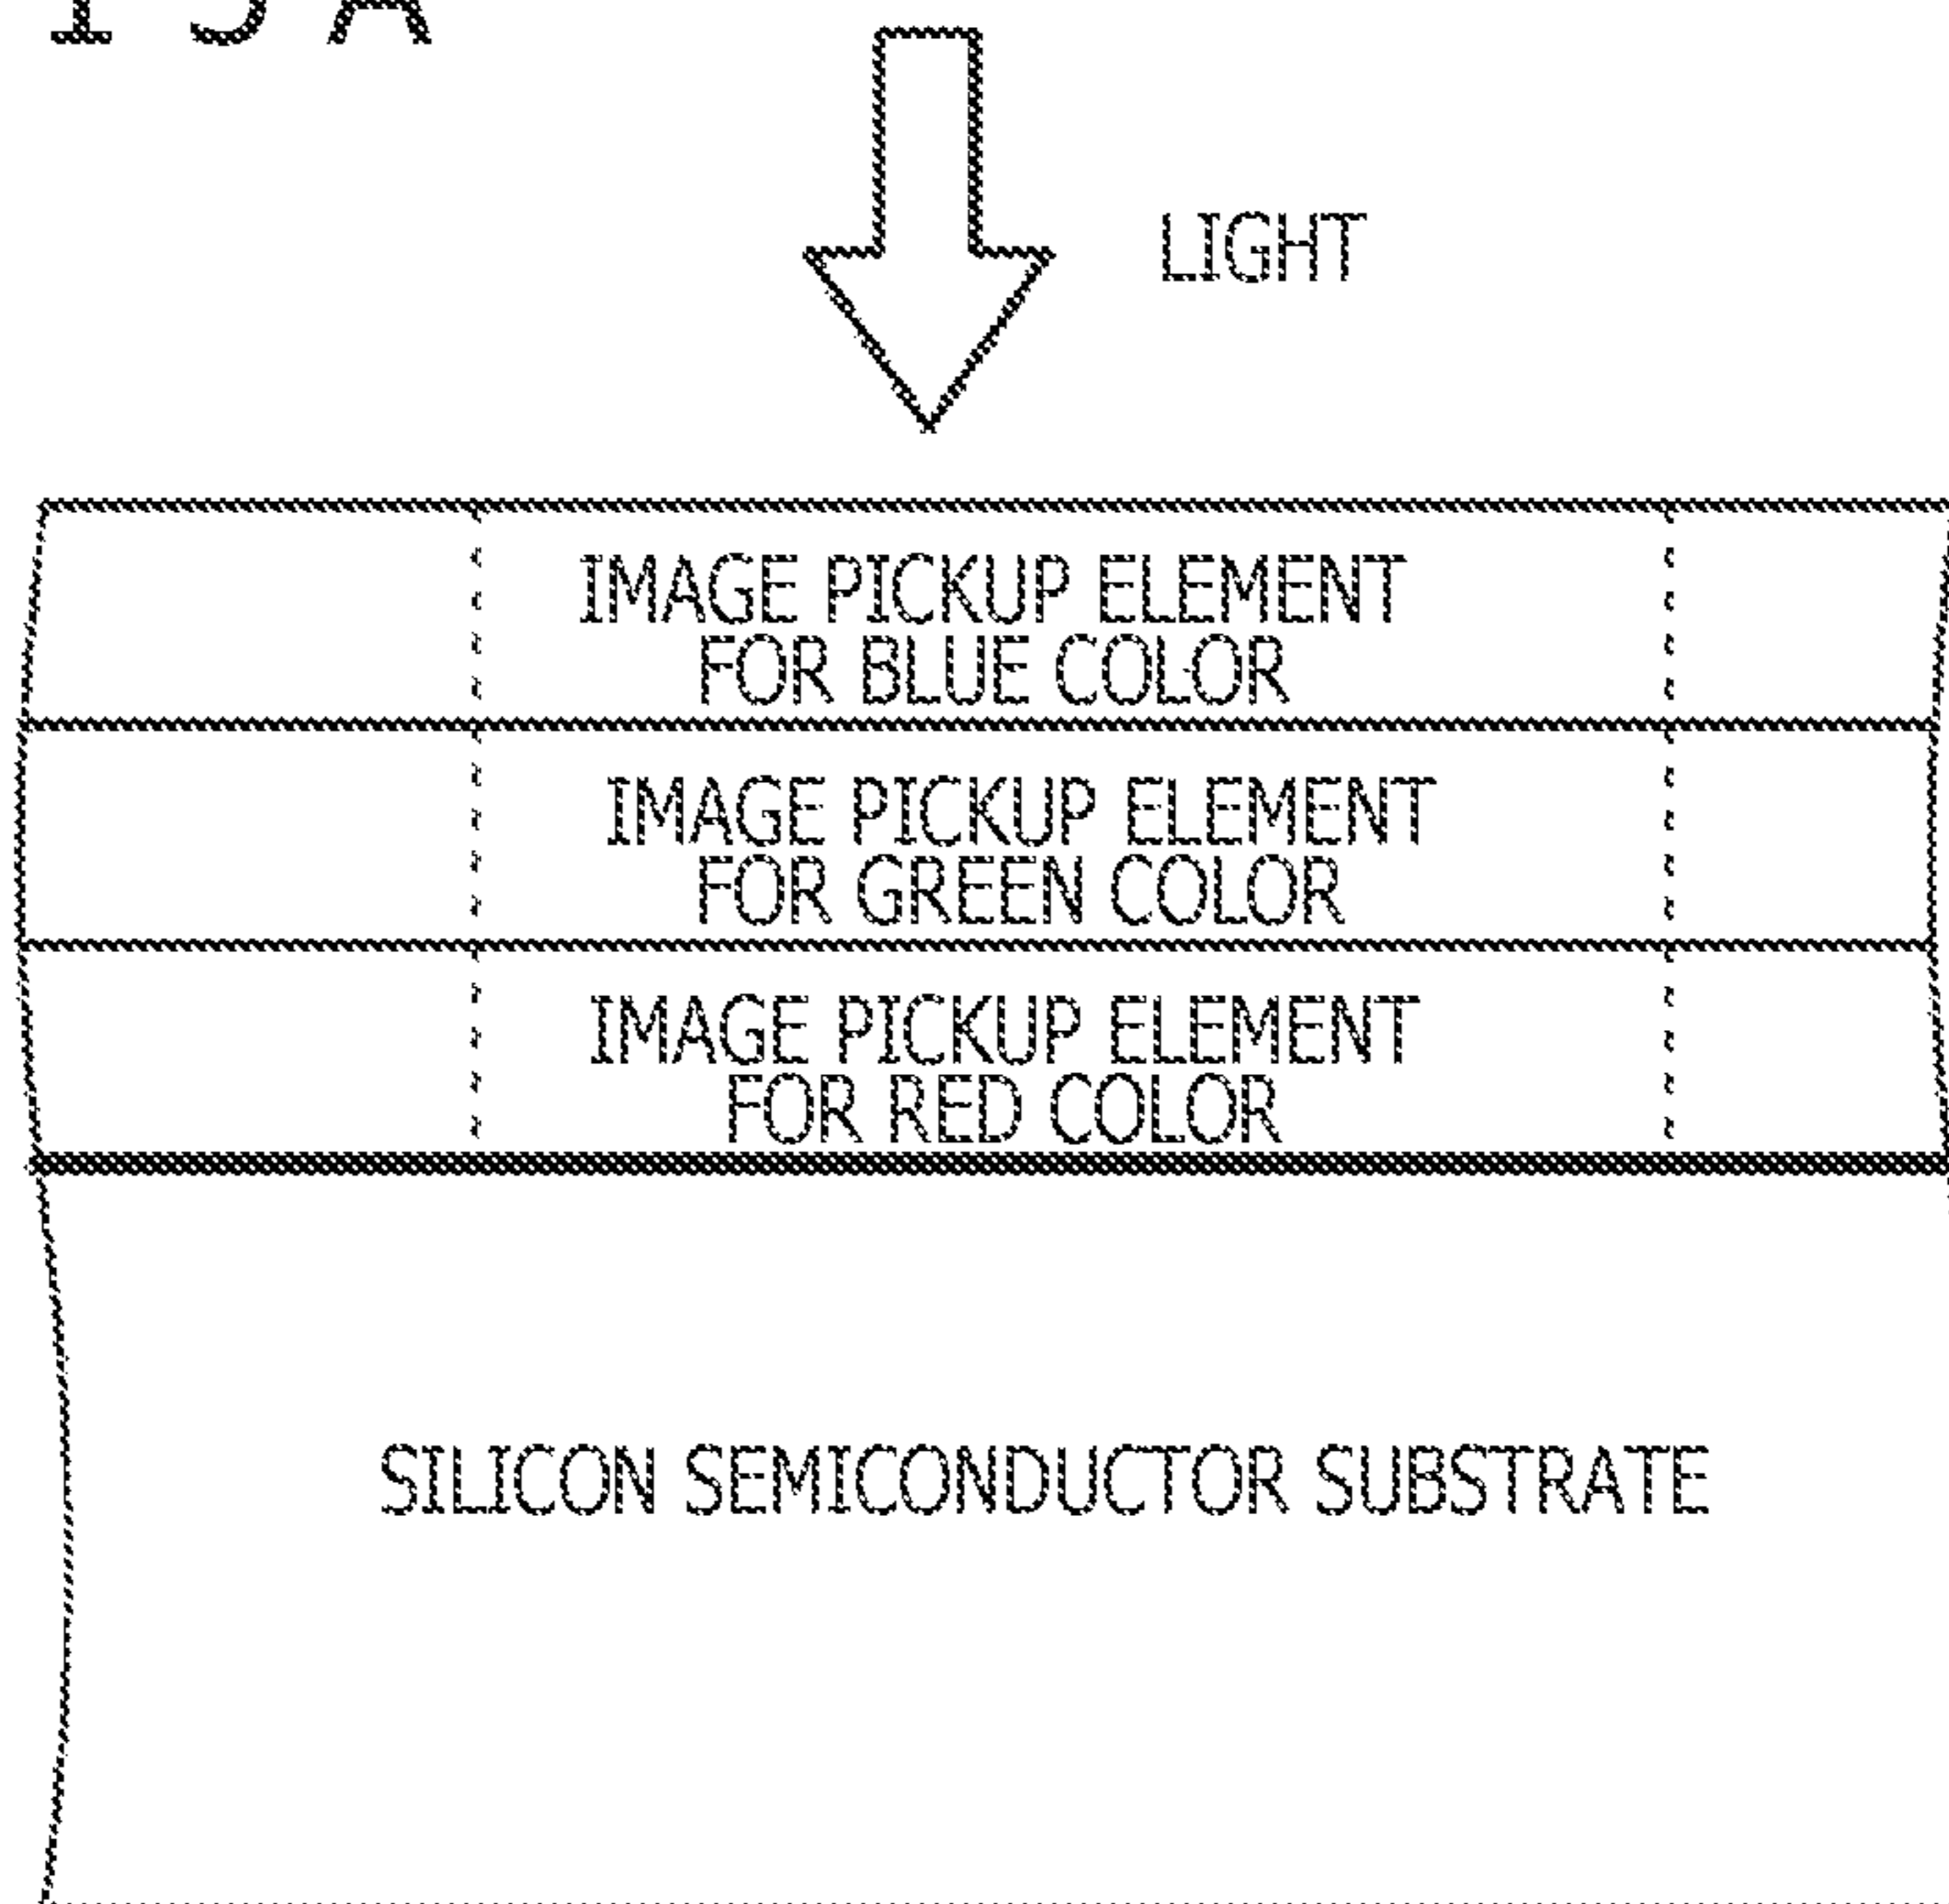 LIGHT
IMAGE PICKUP ELEMENT
FOR BLUE COLOR
IMAGE PICKUP ELEMENT
FOR GREEN COLOR
IMAGE PICKUP ELEMENT
FOR RED COLOR
SILICON SEMICONDUCTOR SUBSTRATE